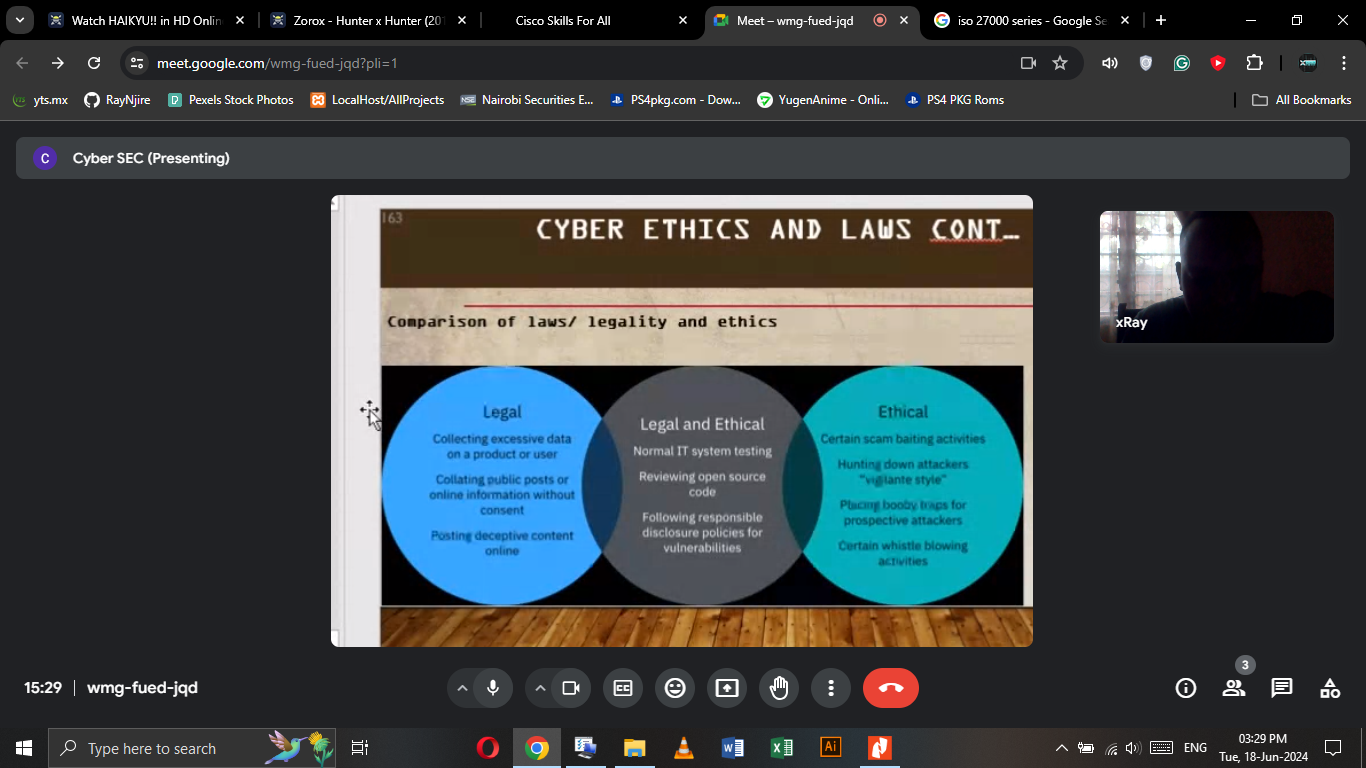 Watch HAIKYU!! in HD Onlin
Zorox - Hunter x Hunter (201
Cisco Skills For All
Meet – wmg-fued-jqd
iso 27000 series - Google Se
meet.google.com/wmg-fued-jqd?pli=1
yts.mx
RayNjire
Pexels Stock Photos
LocalHost/AllProjects
NSE
Nairobi Securities E...
PS4pkg.com - Dow...
YugenAnime - Onli...
PS4 PKG Roms
All Bookmarks
C
Cyber SEC (Presenting)
163
CYBER ETHICS AND LAWS CONT…
Comparison of laws/ legality and ethics
Legal
Collecting excessive data
on a product or user
Collating public posts or
online information without
consent
Posting deceptive content
online
Legal and Ethical
Normal IT system testing
Reviewing open source
code
Following responsible
disclosure policies for
vulnerabilities
Ethical
Certain scam baiting activities
Hunting down attackers
"vigilante style"
Placing booby traps for
prospective attackers
Certain whistle blowing
activities
xRay
15:29 | wmg-fued-jqd
3
Type here to search
Ai
ENG
03:29 PM
Tue, 18-Jun-2024